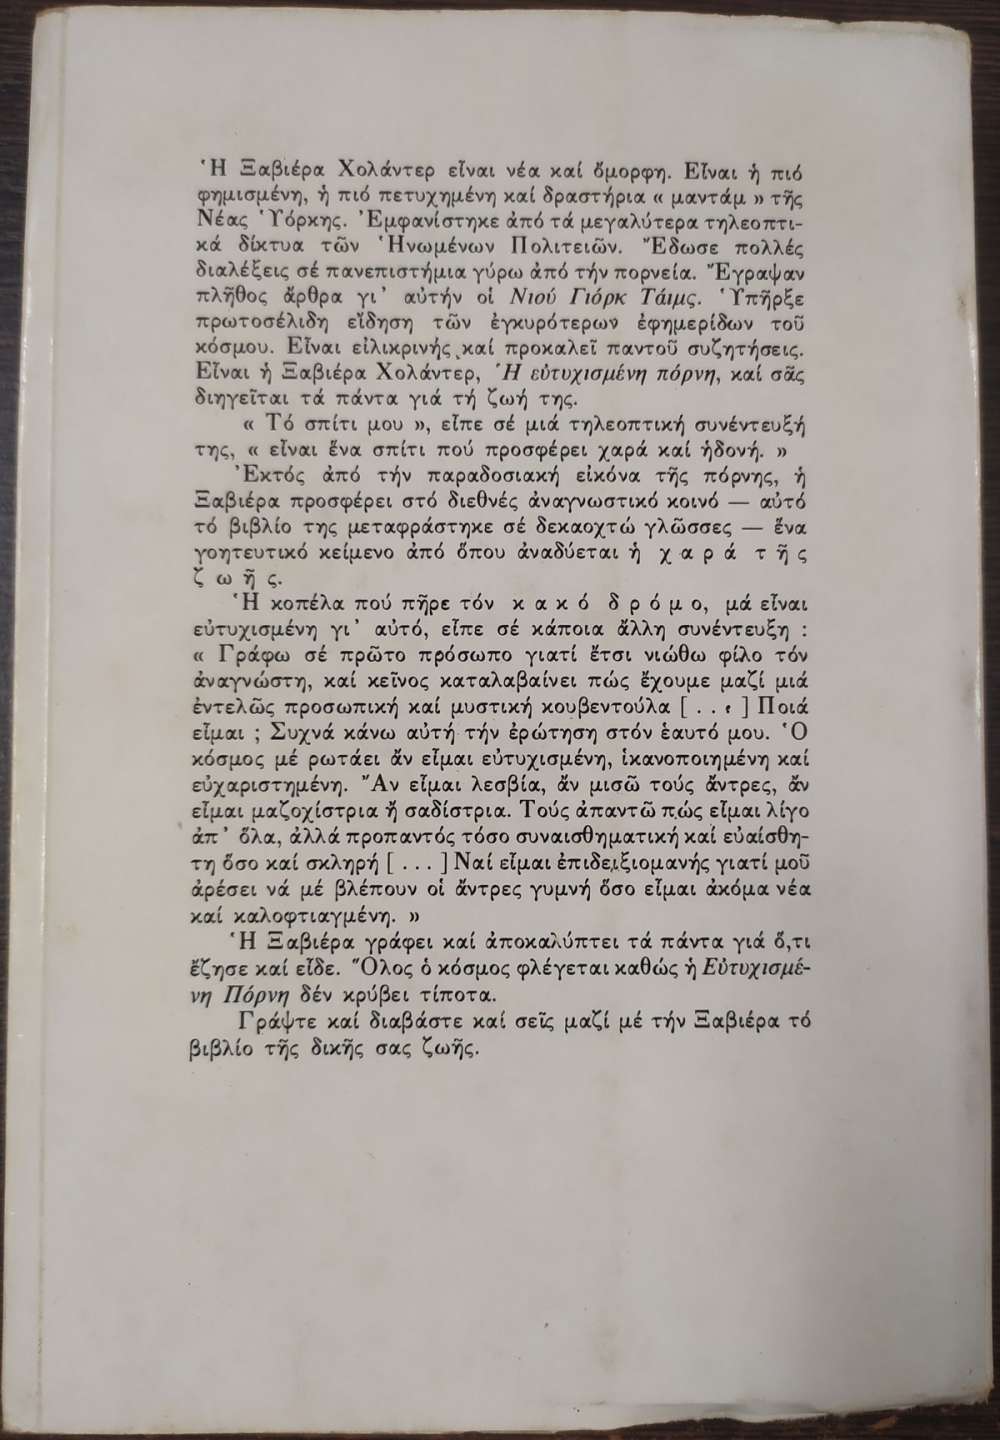 Ἡ Ξαβιέρα Χολάντερ εἶναι νέα καί ὄμορφη. Εἶναι ἡ πιό
φημισμένη, ἡ πιό πετυχημένη καί δραστήρια « μαντάμ » τῆς
Νέας Ὑόρκης. Ἐμφανίστηκε ἀπό τά μεγαλύτερα τηλεοπτι-
κά δίκτυα τῶν Ἡνωμένων Πολιτειῶν. Ἔδωσε πολλές
διαλέξεις σέ πανεπιστήμια γύρω ἀπό τήν πορνεία. Ἔγραψαν
πλῆθος ἄρθρα γι' αὐτήν οἱ Νιού Γιόρκ Τάιμς. Ὑπῆρξε
πρωτοσέλιδη εἴδηση τῶν ἐγκυρότερων ἐφημερίδων τοῦ
κόσμου. Εἶναι εἰλικρινής καί προκαλεῖ παντοῦ συζητήσεις.
Εἶναι ἡ Ξαβιέρα Χολάντερ, Ἡ εὐτυχισμένη πόρνη, καί σᾶς
διηγεῖται τά πάντα γιά τή ζωή της.
« Τό σπίτι μου », εἶπε σέ μιά τηλεοπτική συνέντευξή
της, « εἶναι ἕνα σπίτι πού προσφέρει χαρά καί ἡδονή. »
Ἐκτός ἀπό τήν παραδοσιακή εἰκόνα τῆς πόρνης, ἡ
Ξαβιέρα προσφέρει στό διεθνές ἀναγνωστικό κοινό — αὐτό
τό βιβλίο της μεταφράστηκε σέ δεκαοχτώ γλῶσσες — ἕνα
γοητευτικό κείμενο ἀπό ὅπου ἀναδύεται ἡ χ α ρ ά τ ῆ ς
ζ ω ῆ ς.
Ἡ κοπέλα πού πῆρε τόν κ α κ ό δ ρ ό μ ο, μά εἶναι
εὐτυχισμένη γι' αὐτό, εἶπε σέ κάποια ἄλλη συνέντευξη :
« Γράφω σέ πρῶτο πρόσωπο γιατί ἔτσι νιώθω φίλο τόν
ἀναγνώστη, καί κεῖνος καταλαβαίνει πώς ἔχουμε μαζί μιά
ἐντελῶς προσωπική καί μυστική κουβεντούλα [ . . . ] Ποιά
εἶμαι ; Συχνά κάνω αὐτή τήν ἐρώτηση στόν ἑαυτό μου. Ὁ
κόσμος μέ ρωτάει ἄν εἶμαι εὐτυχισμένη, ἱκανοποιημένη καί
εὐχαριστημένη. Ἄν εἶμαι λεσβία, ἄν μισῶ τούς ἄντρες, ἄν
εἶμαι μαζοχίστρια ἤ σαδίστρια. Τούς ἀπαντῶ πώς εἶμαι λίγο
ἀπ' ὅλα, ἀλλά προπαντός τόσο συναισθηματική καί εὐαίσθη-
τη ὅσο καί σκληρή [ . . . ] Ναί εἶμαι ἐπιδειξιομανής γιατί μοῦ
ἀρέσει νά μέ βλέπουν οἱ ἄντρες γυμνή ὅσο εἶμαι ἀκόμα νέα
καί καλοφτιαγμένη. »
Ἡ Ξαβιέρα γράφει καί ἀποκαλύπτει τά πάντα γιά ὅ,τι
ἔζησε καί εἶδε. Ὅλος ὁ κόσμος φλέγεται καθώς ἡ Εὐτυχισμέ-
νη Πόρνη δέν κρύβει τίποτα.
Γράψτε καί διαβάστε καί σεῖς μαζί μέ τήν Ξαβιέρα τό
βιβλίο τῆς δικῆς σας ζωῆς.